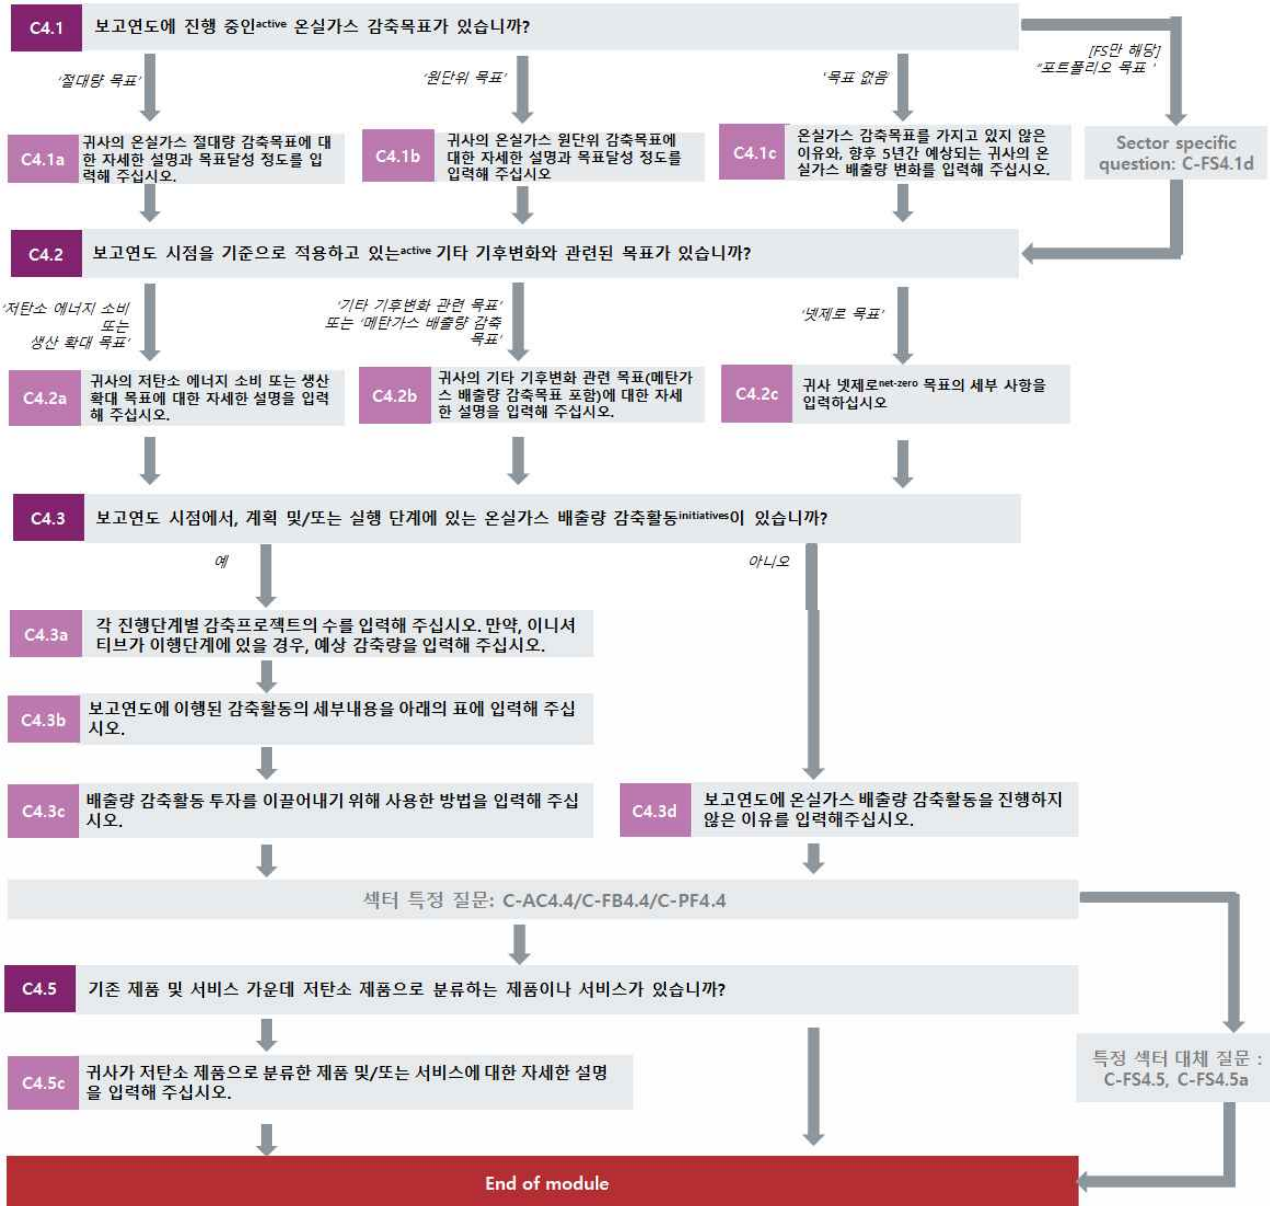 C4.1
보고연도에 진행 중인active 온실가스 감축목표가 있습니까?
[FS만 해당]
"포트폴리오 목표 '
'절대량 목표'
'원단위 목표'
'목표 없음'
C4.1a
귀사의 온실가스 절대량 감축목표에 대
한 자세한 설명과 목표달성 정도를 입
력해 주십시오.
C4.1b
귀사의 온실가스 원단위 감축목표에
대한 자세한 설명과 목표달성 정도를
입력해 주십시오
C4.1c
온실가스 감축목표를 가지고 있지 않은
이유와, 향후 5년간 예상되는 귀사의 온
실가스 배출량 변화를 입력해 주십시오.
Sector specific
question: C-FS4.1d
C4.2
보고연도 시점을 기준으로 적용하고 있는active 기타 기후변화와 관련된 목표가 있습니까?
'저탄소 에너지 소비
또는
생산 확대 목표'
'기타 기후변화 관련 목표'
또는 '메탄가스 배출량 감축
목표'
'넷제로 목표'
C4.2a
귀사의 저탄소 에너지 소비 또는 생산
확대 목표에 대한 자세한 설명을 입력
해 주십시오.
C4.2b
귀사의 기타 기후변화 관련 목표(메탄가
스 배출량 감축목표 포함)에 대한 자세
한 설명을 입력해 주십시오.
C4.2c
귀사 넷제로net-zero 목표의 세부 사항을
입력하십시오
C4.3
보고연도 시점에서, 계획 및/또는 실행 단계에 있는 온실가스 배출량 감축활동initiatives이 있습니까?
예
아니오
C4.3a
각 진행단계별 감축프로젝트의 수를 입력해 주십시오. 만약, 이니셔
티브가 이행단계에 있을 경우, 예상 감축량을 입력해 주십시오.
C4.3b
보고연도에 이행된 감축활동의 세부내용을 아래의 표에 입력해 주십
시오.
C4.3c
배출량 감축활동 투자를 이끌어내기 위해 사용한 방법을 입력해 주십
시오.
C4.3d
보고연도에 온실가스 배출량 감축활동을 진행하지
않은 이유를 입력해주십시오.
섹터 특정 질문: C-AC4.4/C-FB4.4/C-PF4.4
C4.5
기존 제품 및 서비스 가운데 저탄소 제품으로 분류하는 제품이나 서비스가 있습니까?
C4.5c
귀사가 저탄소 제품으로 분류한 제품 및/또는 서비스에 대한 자세한 설명
을 입력해 주십시오.
특정 섹터 대체 질문 :
C-FS4.5, C-FS4.5a
End of module